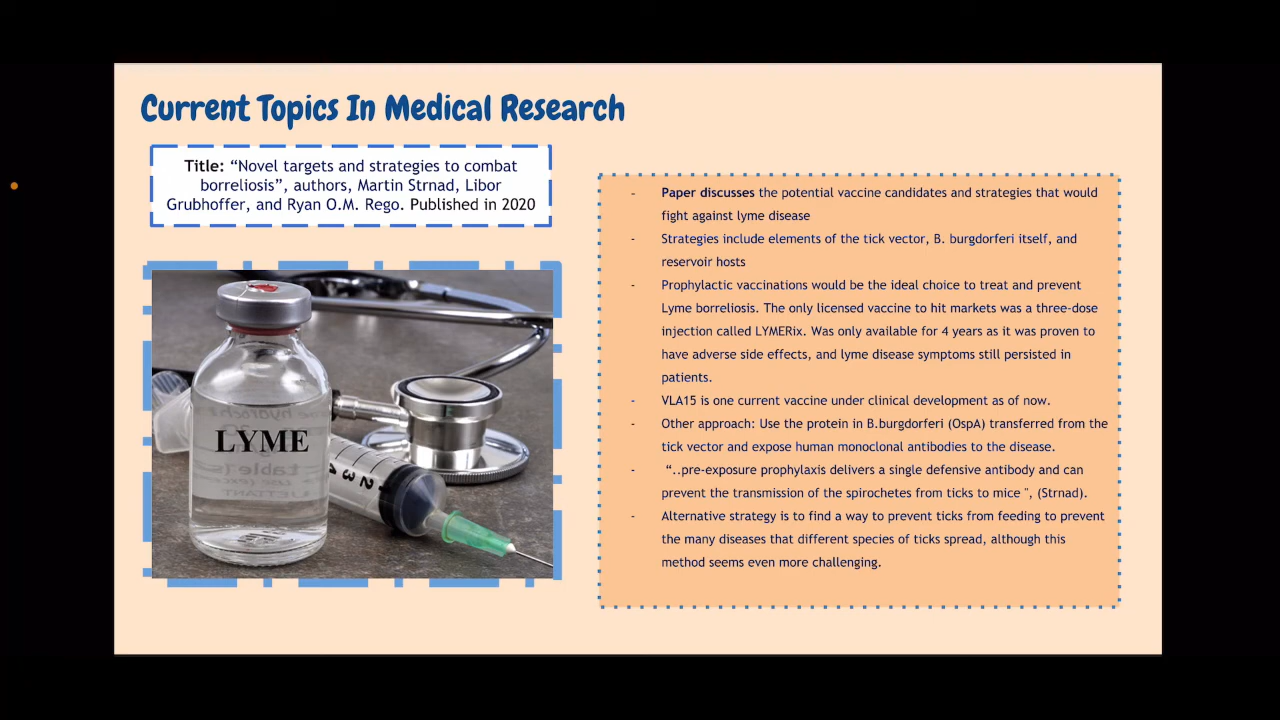 Current Topics In Medical Research
Title: “Novel targets and strategies to combat
borreliosis”, authors, Martin Strnad, Libor
Grubhoffer, and Ryan O.M. Rego. Published in 2020
- Paper discusses the potential vaccine candidates and strategies that would
fight against lyme disease
- Strategies include elements of the tick vector, B. burgdorferi itself, and
reservoir hosts
- Prophylactic vaccinations would be the ideal choice to treat and prevent
Lyme borreliosis. The only licensed vaccine to hit markets was a three-dose
injection called LYMERix. Was only available for 4 years as it was proven to
have adverse side effects, and lyme disease symptoms still persisted in
patients.
- VLA15 is one current vaccine under clinical development as of now.
- Other approach: Use the protein in B.burgdorferi (OspA) transferred from the
tick vector and expose human monoclonal antibodies to the disease.
- “..pre-exposure prophylaxis delivers a single defensive antibody and can
prevent the transmission of the spirochetes from ticks to mice ", (Strnad).
- Alternative strategy is to find a way to prevent ticks from feeding to prevent
the many diseases that different species of ticks spread, although this
method seems even more challenging.
LYME
2
3